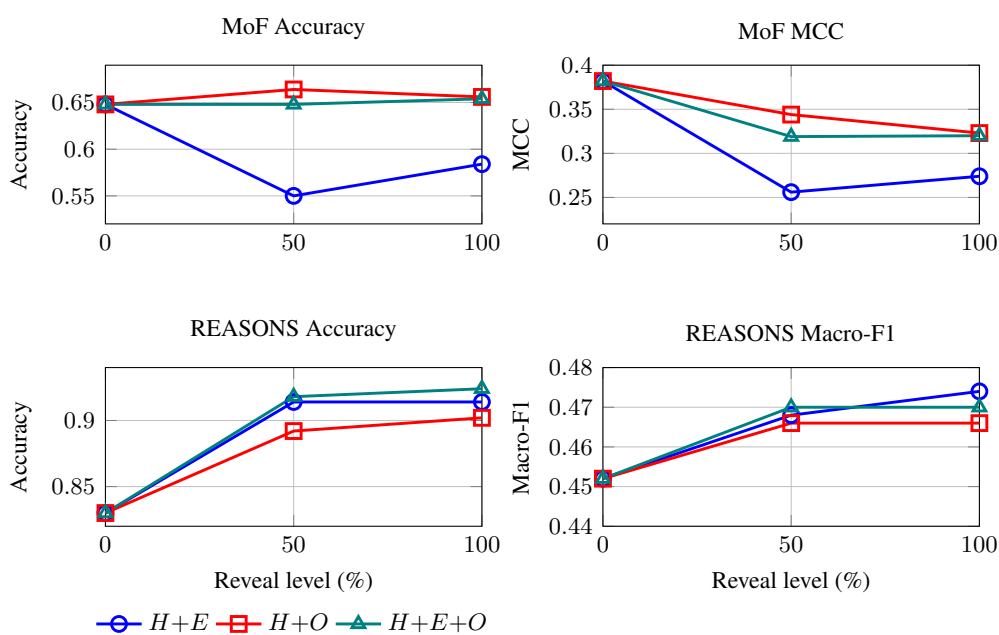 MoF Accuracy
MoF MCC
Accuracy
0.65
0.6
0.55
0
50
100
MCC
0.4
0.35
0.3
0.25
0
50
100
REASONS Accuracy
REASONS Macro-F1
Accuracy
0.9
0.85
0
50
100
Reveal level (%)
Macro-F1
0.48
0.47
0.46
0.45
0.44
0
50
100
Reveal level (%)
H+E H+O H+E+O